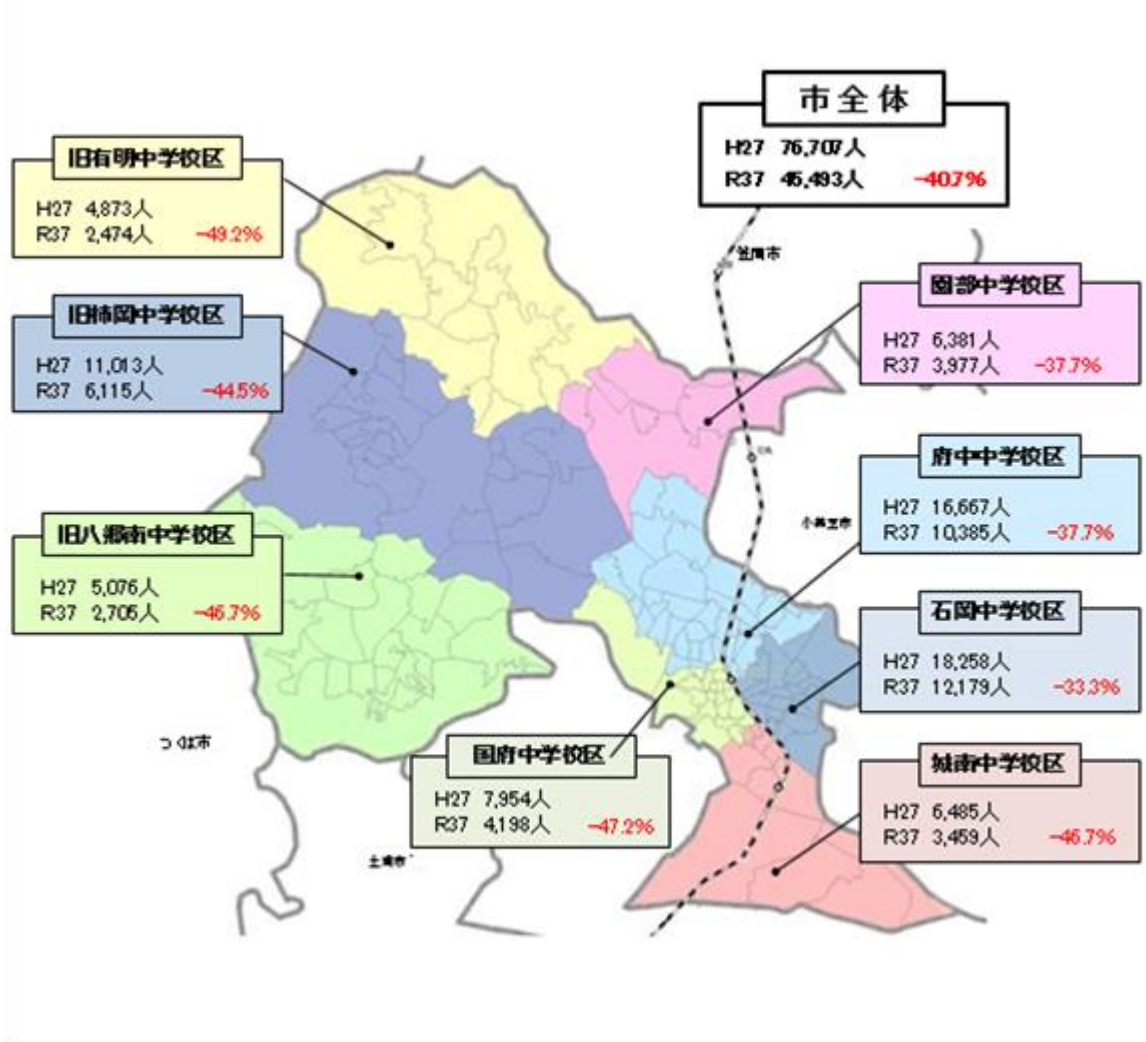 市全体
H27 76,707人
R37 45,493人 -40.7%
旧有明中学校区
H27 4,873人
R37 2,474人 -49.2%
笠間市
園部中学校区
H27 6,381人
R37 3,977人 -37.7%
旧柿岡中学校区
H27 11,013人
R37 6,115人 -44.5%
府中中学校区
H27 16,667人
R37 10,385人 -37.7%
小美玉市
旧八郷南中学校区
H27 5,076人
R37 2,705人 -46.7%
石岡中学校区
H27 18,258人
R37 12,179人 -33.3%
つくば市
国府中学校区
H27 7,954人
R37 4,198人 -47.2%
城南中学校区
H27 6,485人
R37 3,459人 -46.7%
土浦市